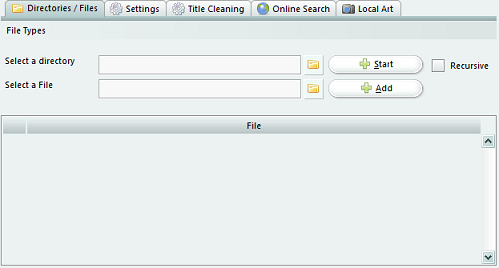 Directories / Files Settings Title Cleaning Online Search Local Art
File Types
Select a directory Start Recursive
Select a File Add
File